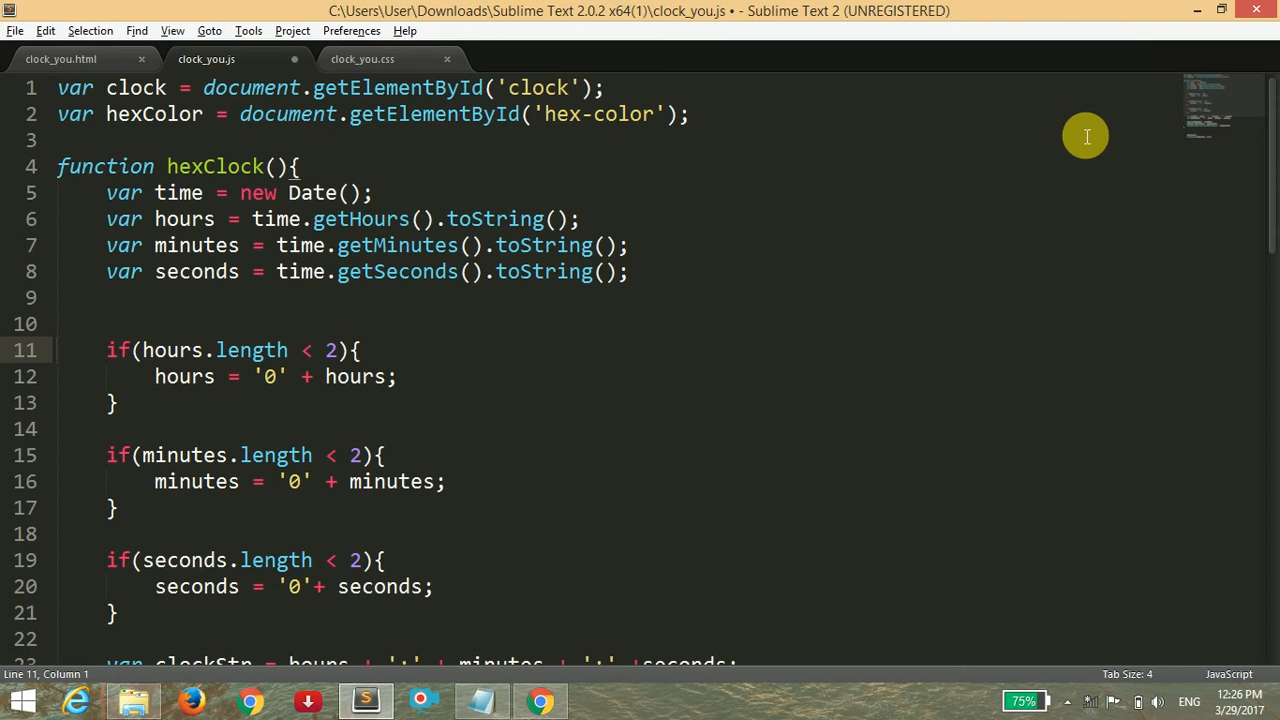 C:\Users\User\Downloads\Sublime Text 2.0.2 x64(1)\clock_you.js • - Sublime Text 2 (UNREGISTERED)
File Edit Selection Find View Goto Tools Project Preferences Help
clock_you.html clock_you.js clock_you.css
1 var clock = document.getElementById('clock');
2 var hexColor = document.getElementById('hex-color');
3
4 function hexClock(){
5 var time = new Date();
6 var hours = time.getHours().toString();
7 var minutes = time.getMinutes().toString();
8 var seconds = time.getSeconds().toString();
9
10
11 if(hours.length < 2){
12 hours = '0' + hours;
13 }
14
15 if(minutes.length < 2){
16 minutes = '0' + minutes;
17 }
18
19 if(seconds.length < 2){
20 seconds = '0'+ seconds;
21 }
22
23 var clockStr = hours + ':' + minutes + ':' +seconds;
Line 11, Column 1 Tab Size: 4 JavaScript
75% ENG 12:26 PM
3/29/2017